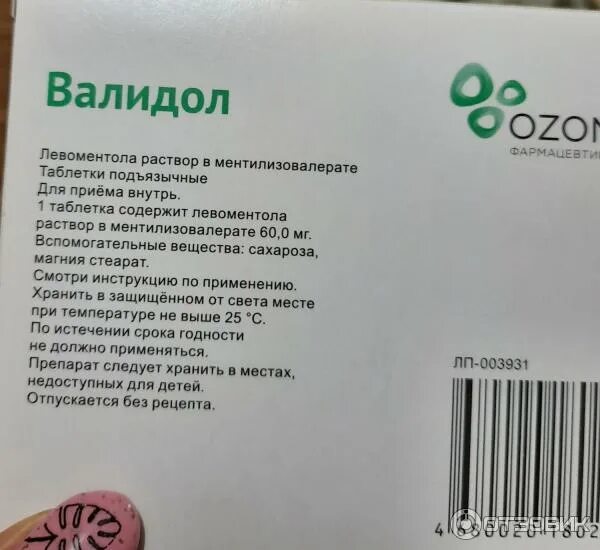 Валидол
OZON
ФАРМАЦЕВТИ
Левоментола раствор в ментилизовалерате
Таблетки подъязычные
Для приёма внутрь.
1 таблетка содержит левоментола
раствор в ментилизовалерате 60,0 мг.
Вспомогательные вещества: сахароза,
магния стеарат.
Смотри инструкцию по применению.
Хранить в защищённом от света месте
при температуре не выше 25 °C.
По истечении срока годности
не должно применяться.
Препарат следует хранить в местах,
недоступных для детей.
Отпускается без рецепта.
ЛП-003931
ОТЗОВИК